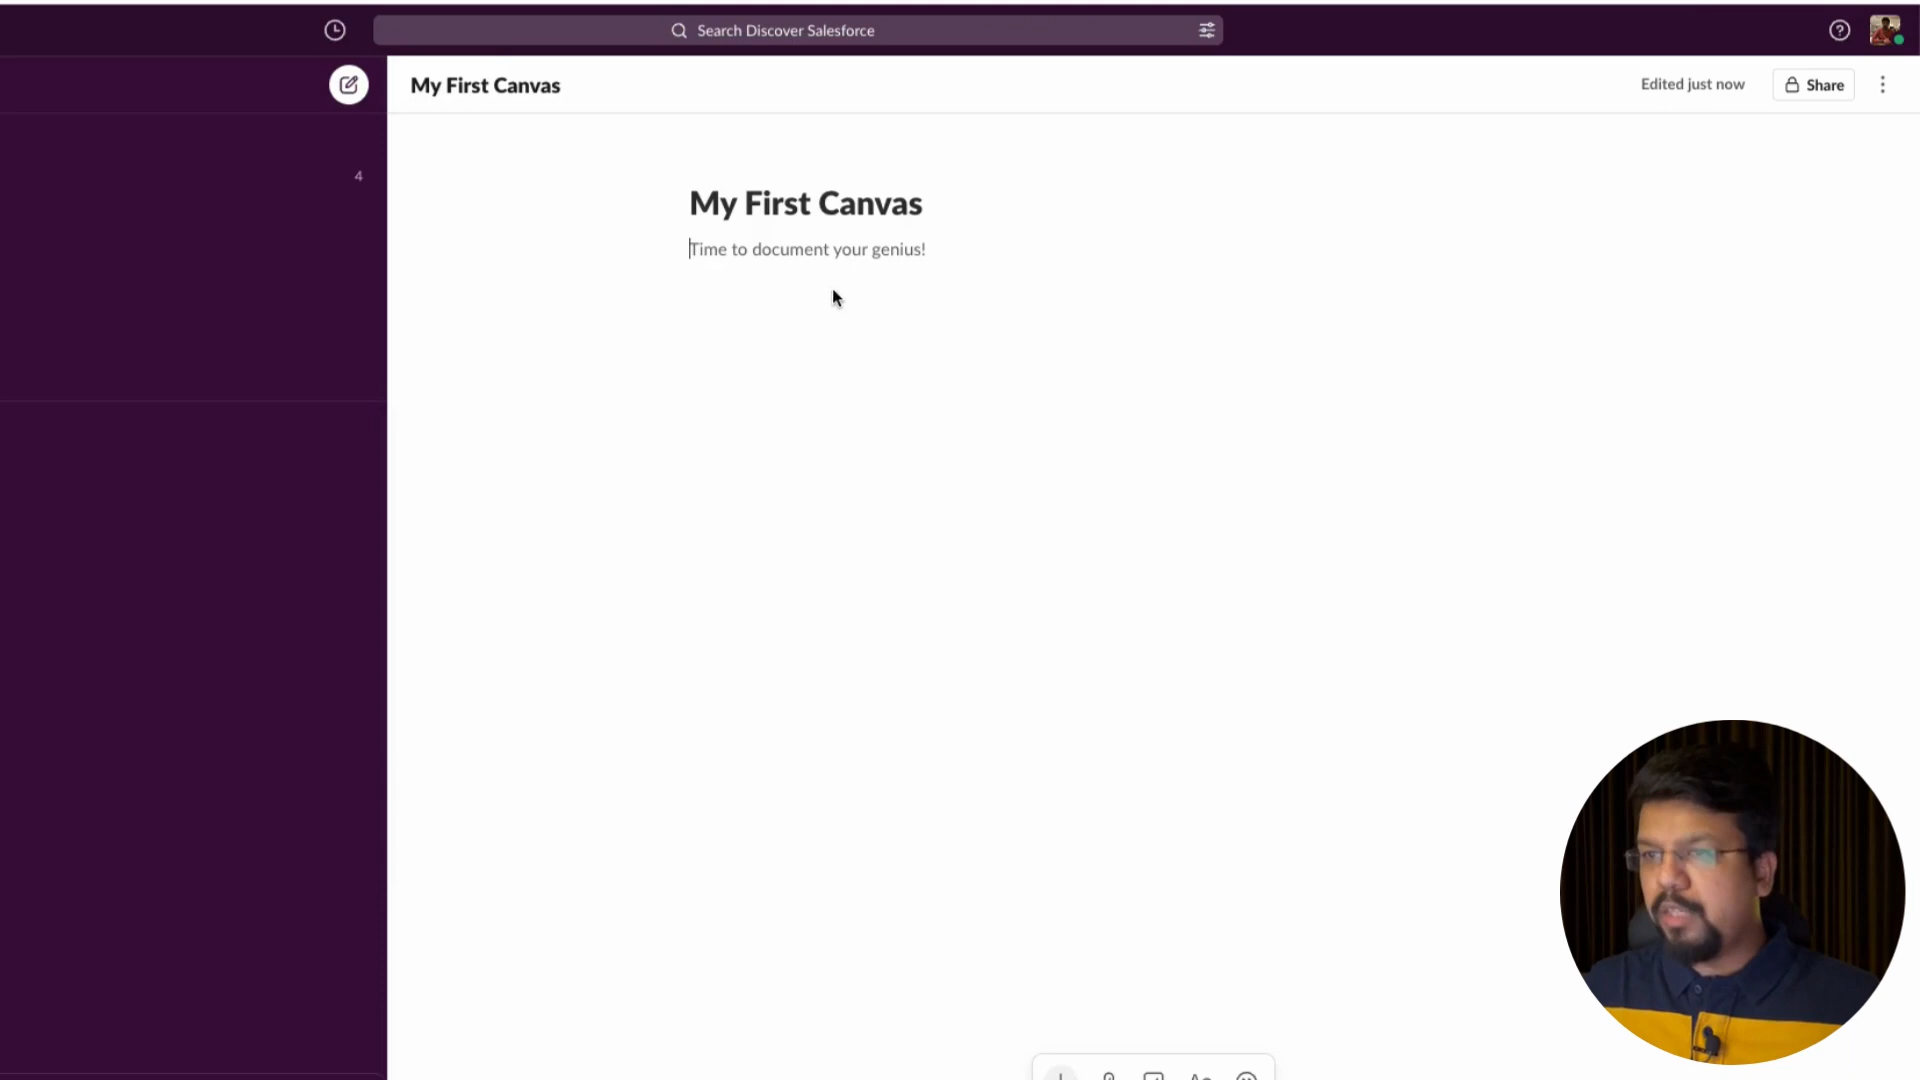 Search Discover Salesforce
My First Canvas
Edited just now
Share
4
My First Canvas
Time to document your genius!